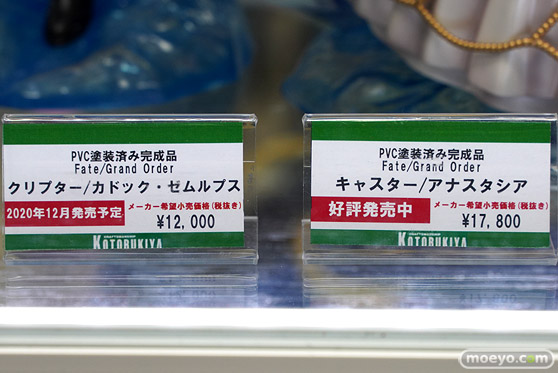 PVC塗装済み完成品
Fate/Grand Order
クリプター/カドック・ゼムルプス
2020年12月発売予定
メーカー希望小売価格(税抜き)
¥12,000
KOTOBUKIYA
PVC塗装済み完成品
Fate/Grand Order
キャスター/アナスタシア
好評発売中
メーカー希望小売価格(税抜き)
¥17,800
KOTOBUKIYA
moeyo.com